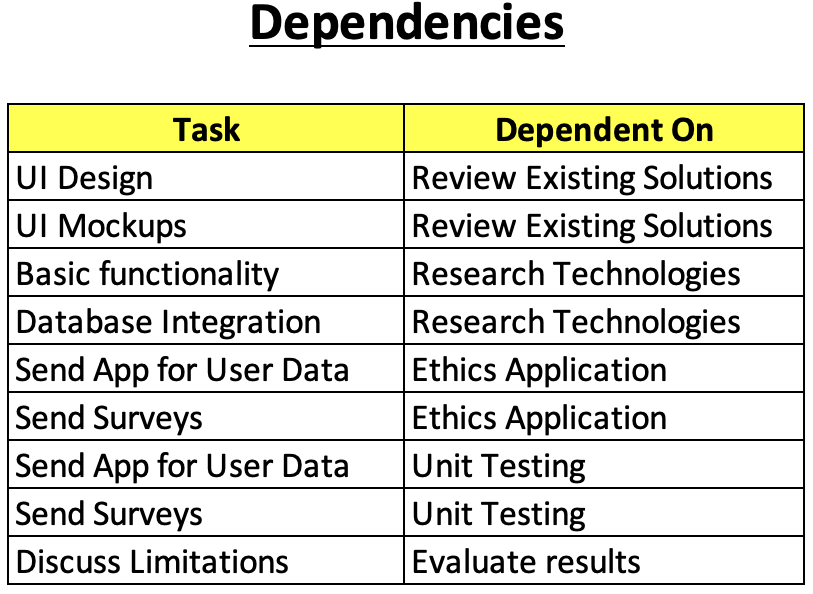 Dependencies
Task Dependent On
UI Design Review Existing Solutions
UI Mockups Review Existing Solutions
Basic functionality Research Technologies
Database Integration Research Technologies
Send App for User Data Ethics Application
Send Surveys Ethics Application
Send App for User Data Unit Testing
Send Surveys Unit Testing
Discuss Limitations Evaluate results